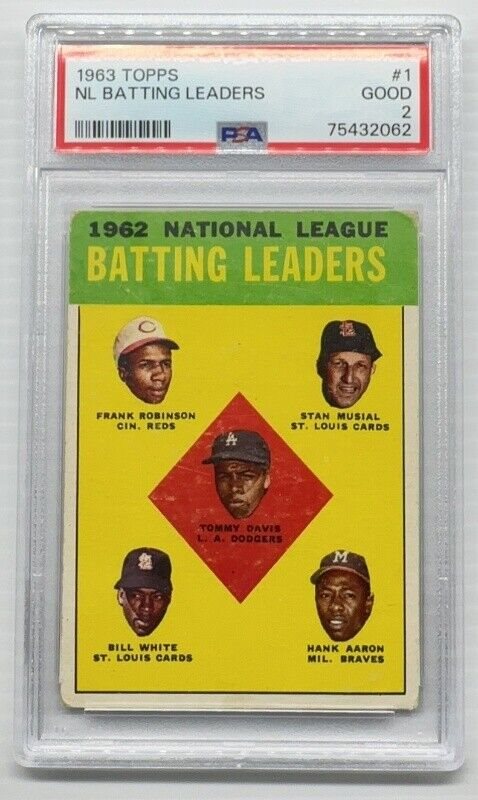 1963 TOPPS #1
NL BATTING LEADERS GOOD
2
PSA 75432062
1962 NATIONAL LEAGUE
BATTING LEADERS
C
FRANK ROBINSON
CIN. REDS
STAN MUSIAL
ST. LOUIS CARDS
LA
TOMMY DAVIS
L. A. DODGERS
M
BILL WHITE
ST. LOUIS CARDS
HANK AARON
MIL. BRAVES